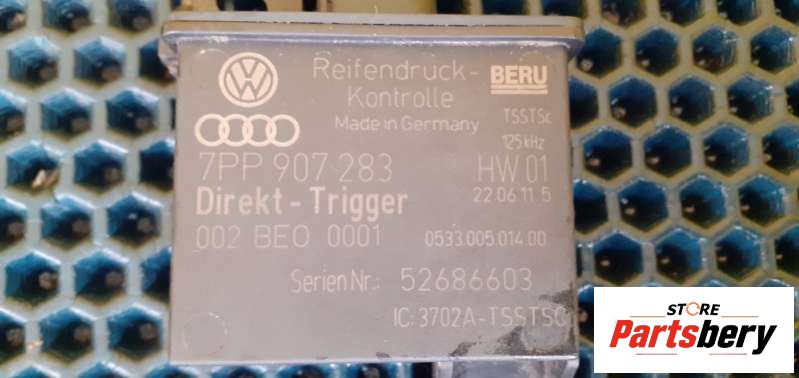 Reifendruck-
Kontrolle
Made in Germany
BERU
TSSTSc
125kHz
7PP 907 283
HW 01
22.06.11 5
Direkt - Trigger
002 BEO 0001
0533.005.014.00
Serien Nr.: 52686603
IC: 3702A-TSSTSC
STORE
Partsbery